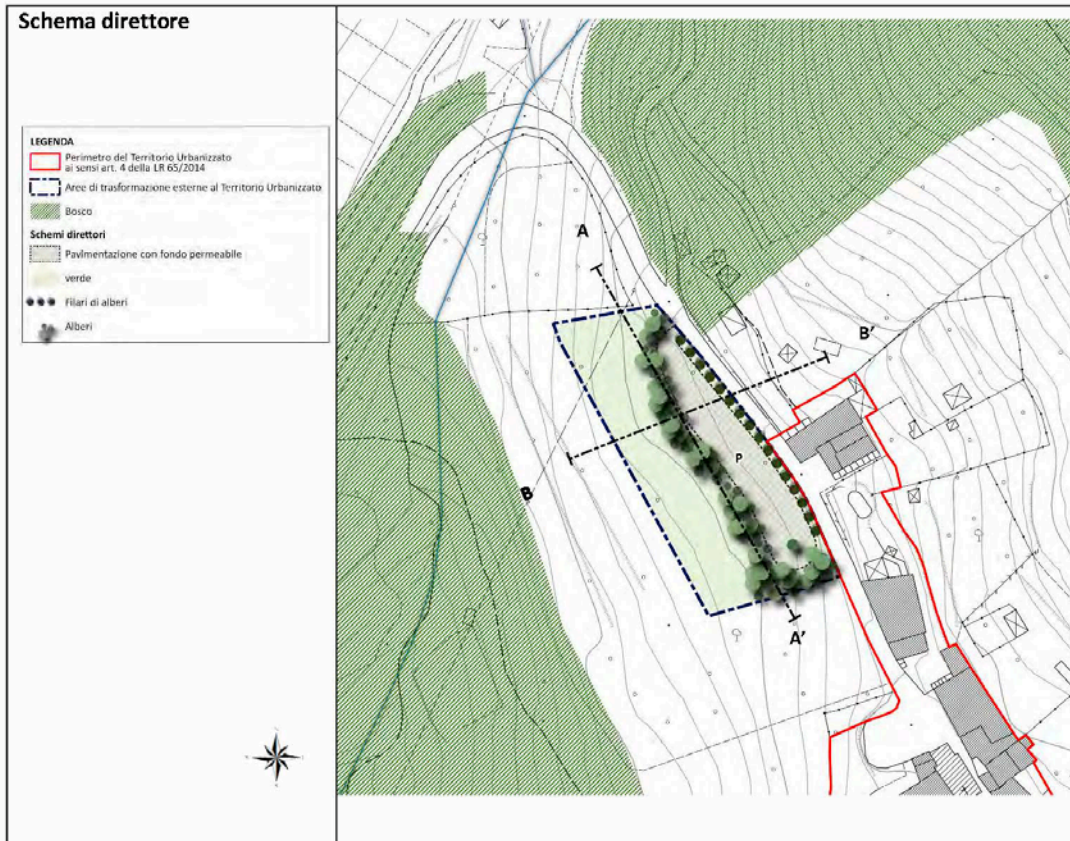 Schema direttore
LEGENDA
Perimetro del Territorio Urbanizzato
ai sensi art. 4 della LR 65/2014
Aree di trasformazione esterne al Territorio Urbanizzato
Bosco
Schemi direttori
Pavimentazione con fondo permeabile
verde
Filari di alberi
Alberi
A
B'
P
B
A'